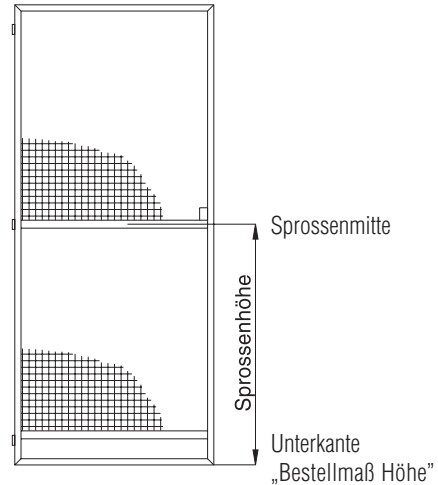 Sprossenmitte
Sprossenhöhe
Unterkante
„Bestellmaß Höhe”